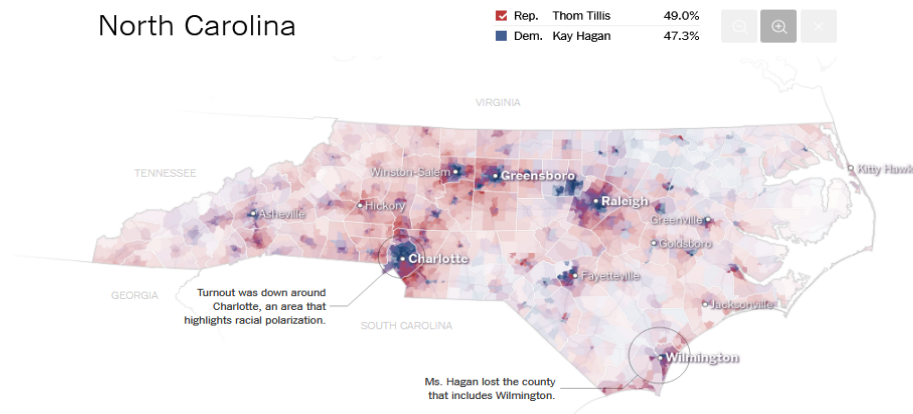 North Carolina
Rep. Thom Tillis 49.0%
Dem. Kay Hagan 47.3%
VIRGINIA
TENNESSEE
Kitty Hawk
Winston-Salem
Greensboro
Hickory
Raleigh
Asheville
Greenville
Goldsboro
Charlotte
Fayetteville
GEORGIA
Turnout was down around
Charlotte, an area that
highlights racial polarization.
Jacksonville
SOUTH CAROLINA
Wilmington
Ms. Hagan lost the county
that includes Wilmington.